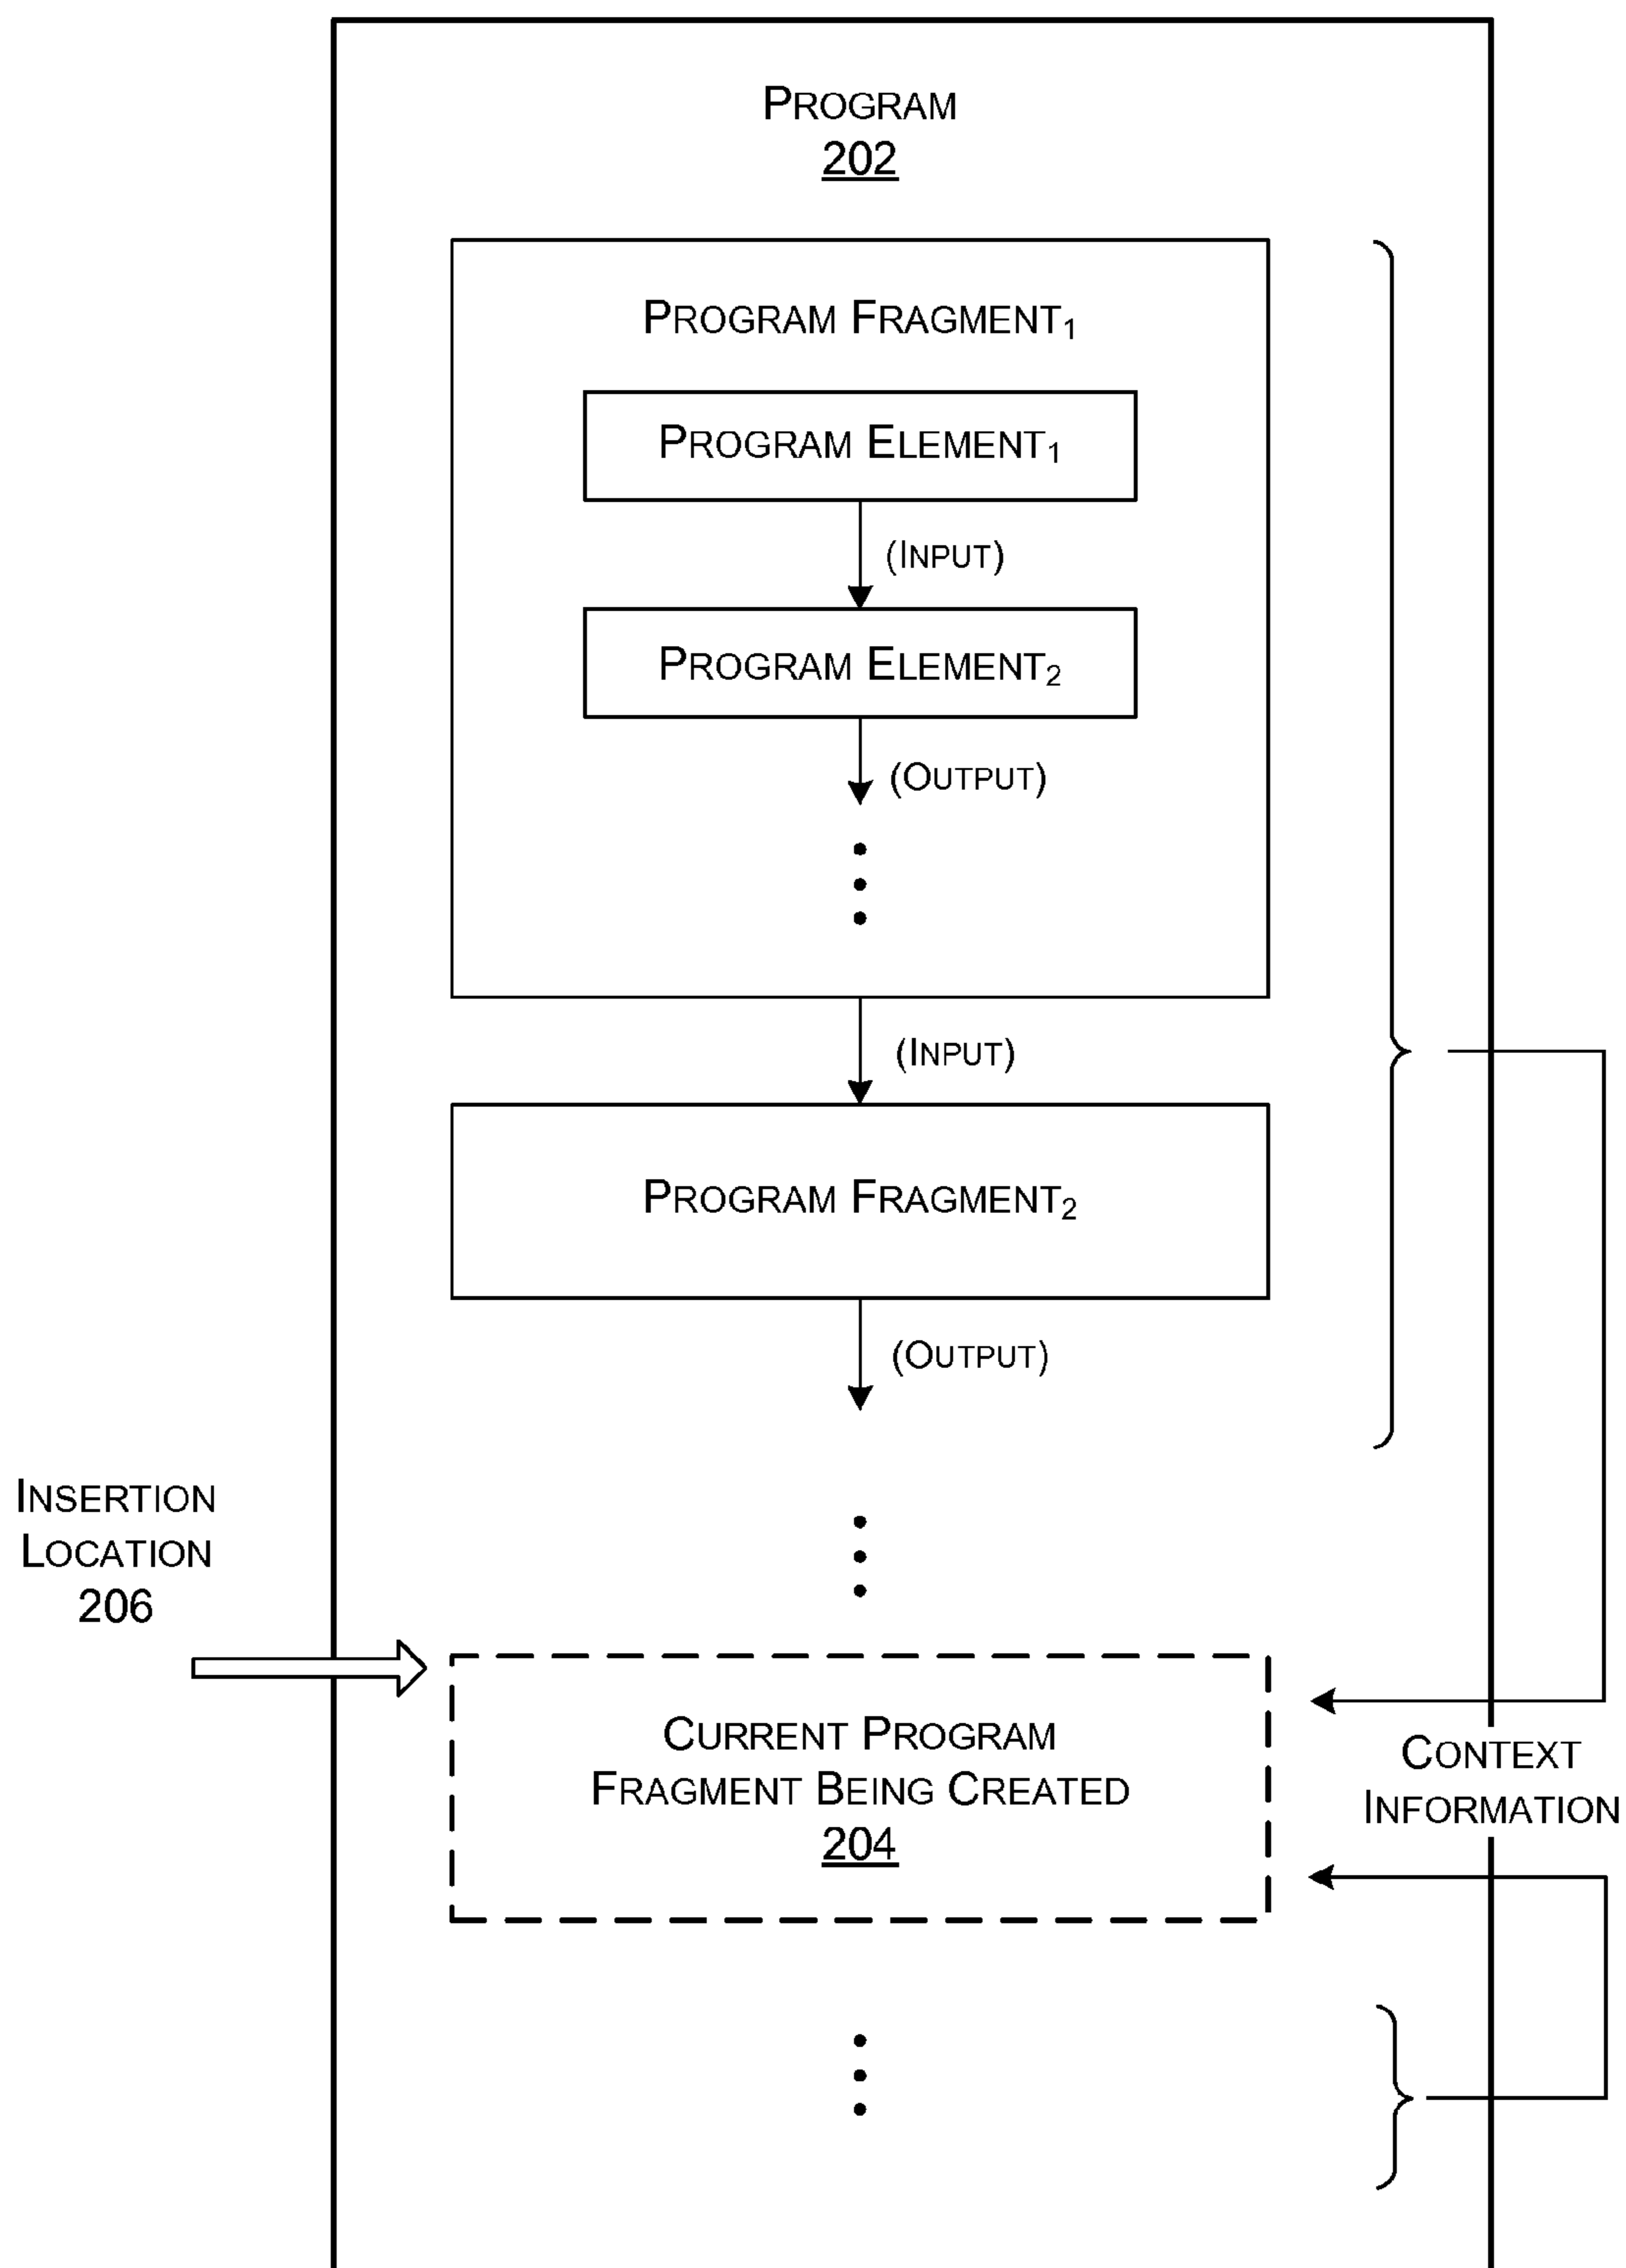 PROGRAM
202
PROGRAM FRAGMENT₁
PROGRAM ELEMENT₁
(INPUT)
PROGRAM ELEMENT₂
(OUTPUT)
(INPUT)
PROGRAM FRAGMENT₂
(OUTPUT)
INSERTION
LOCATION
206
CURRENT PROGRAM
FRAGMENT BEING CREATED
204
CONTEXT
INFORMATION